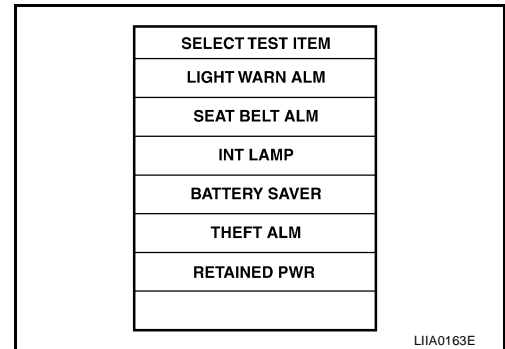 SELECT TEST ITEM
LIGHT WARN ALM
SEAT BELT ALM
INT LAMP
BATTERY SAVER
THEFT ALM
RETAINED PWR
LIIA0163E